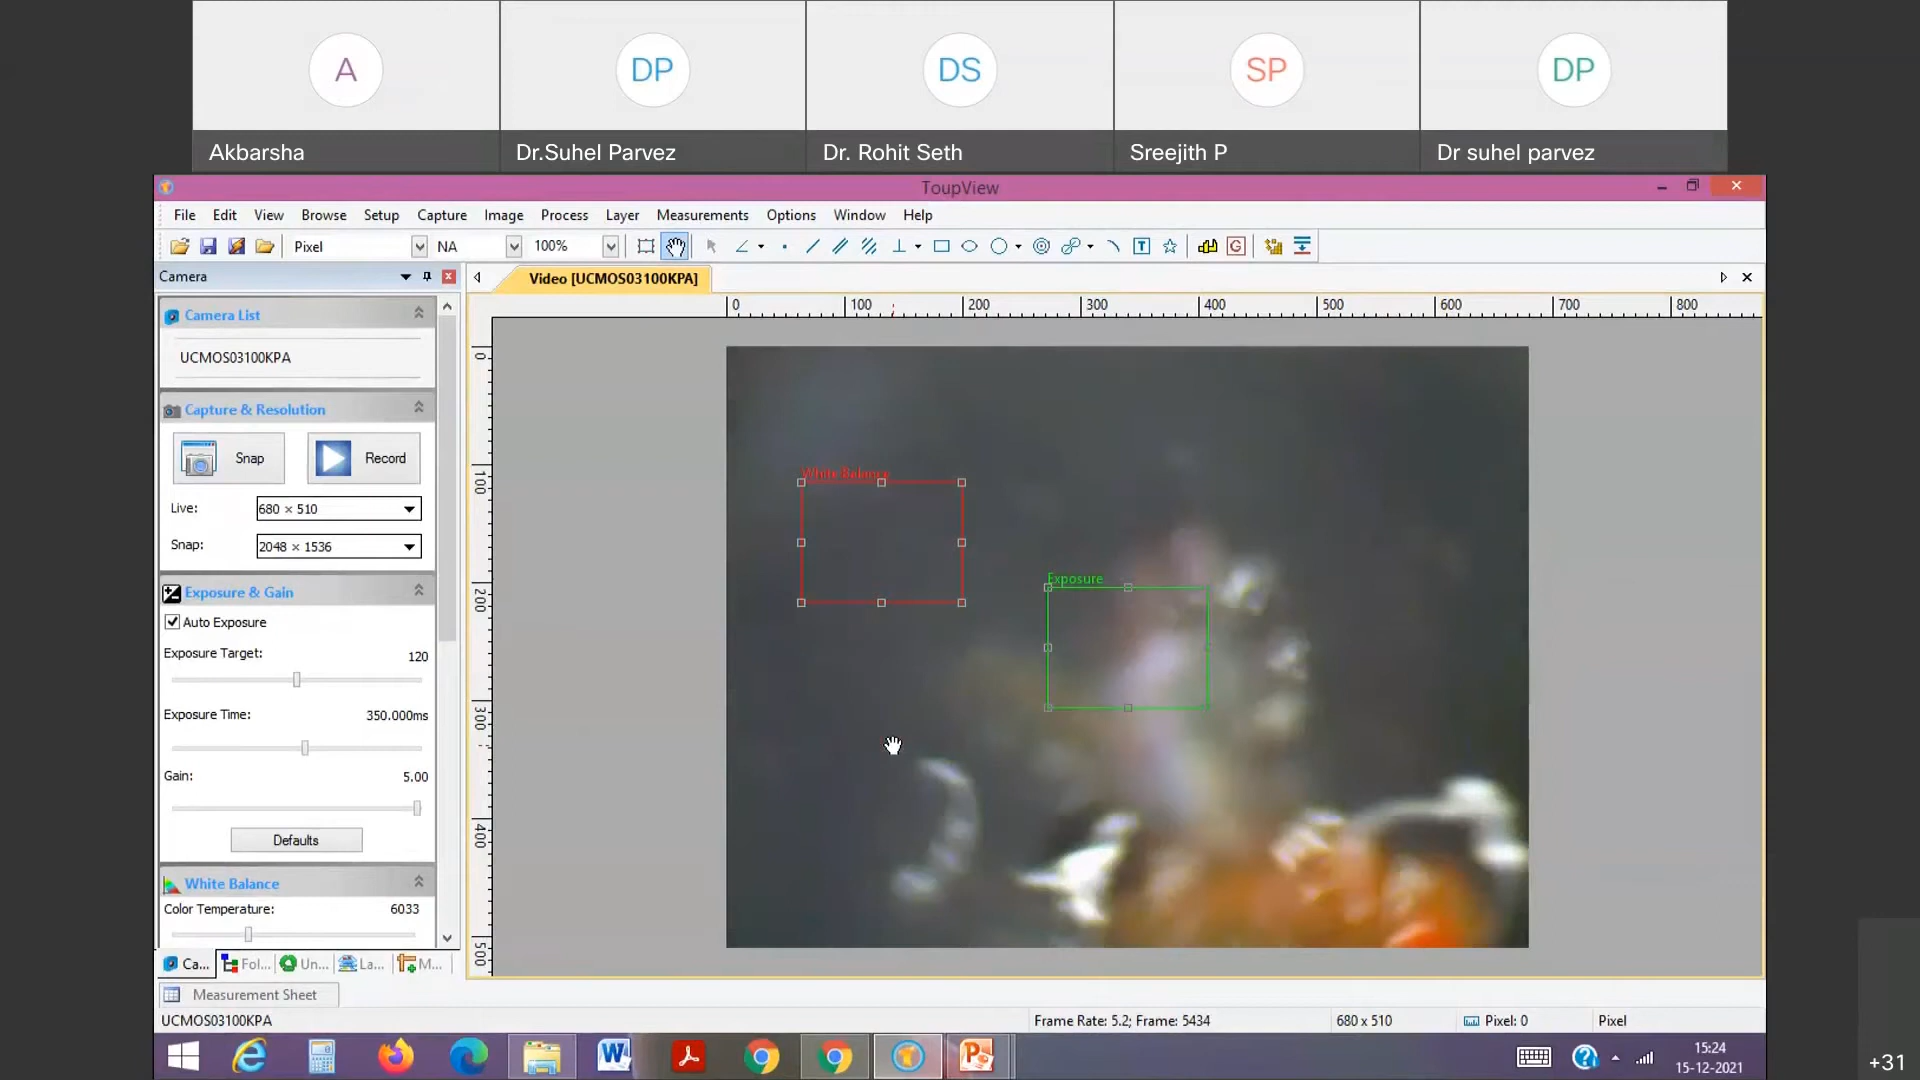 A
DP
DS
SP
DP
Akbarsha
Dr.Suhel Parvez
Dr. Rohit Seth
Sreejith P
Dr suhel parvez
ToupView
File Edit View Browse Setup Capture Image Process Layer Measurements Options Window Help
Pixel NA 100%
Camera
Video [UCMOS03100KPA]
0 100 200 300 400 500 600 700 800
0
100
200
300
400
500
Camera List
UCMOS03100KPA
Capture & Resolution
Snap Record
Live: 680 × 510
Snap: 2048 × 1536
Exposure & Gain
Auto Exposure
Exposure Target: 120
Exposure Time: 350.000ms
Gain: 5.00
Defaults
White Balance
Color Temperature: 6033
White Balance
Exposure
Ca... Fol... Un... La... M...
Measurement Sheet
UCMOS03100KPA
Frame Rate: 5.2; Frame: 5434
680 x 510
Pixel: 0
Pixel
15:24
15-12-2021
+31